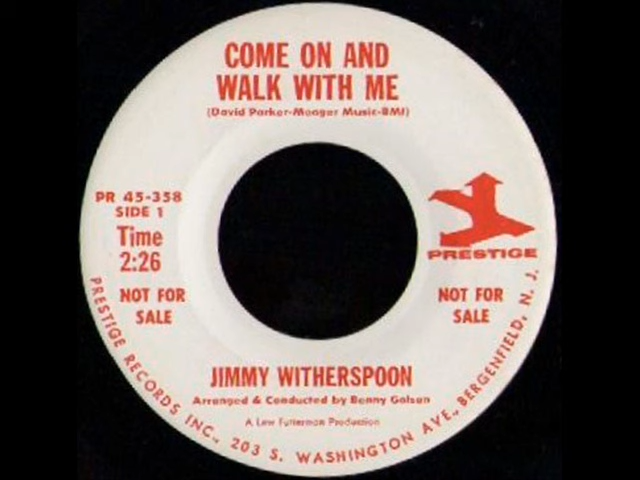 COME ON AND
WALK WITH ME
(David Parker-Menger Music-BMI)
PR 45-358
SIDE 1
Time
2:26
NOT FOR
SALE
PRESTIGE
NOT FOR
SALE
JIMMY WITHERSPOON
Arranged & Conducted by Benny Golson
A Lew Futterman Production
PRESTIGE RECORDS INC., 203 S. WASHINGTON AVE., BERGENFIELD, N. J.